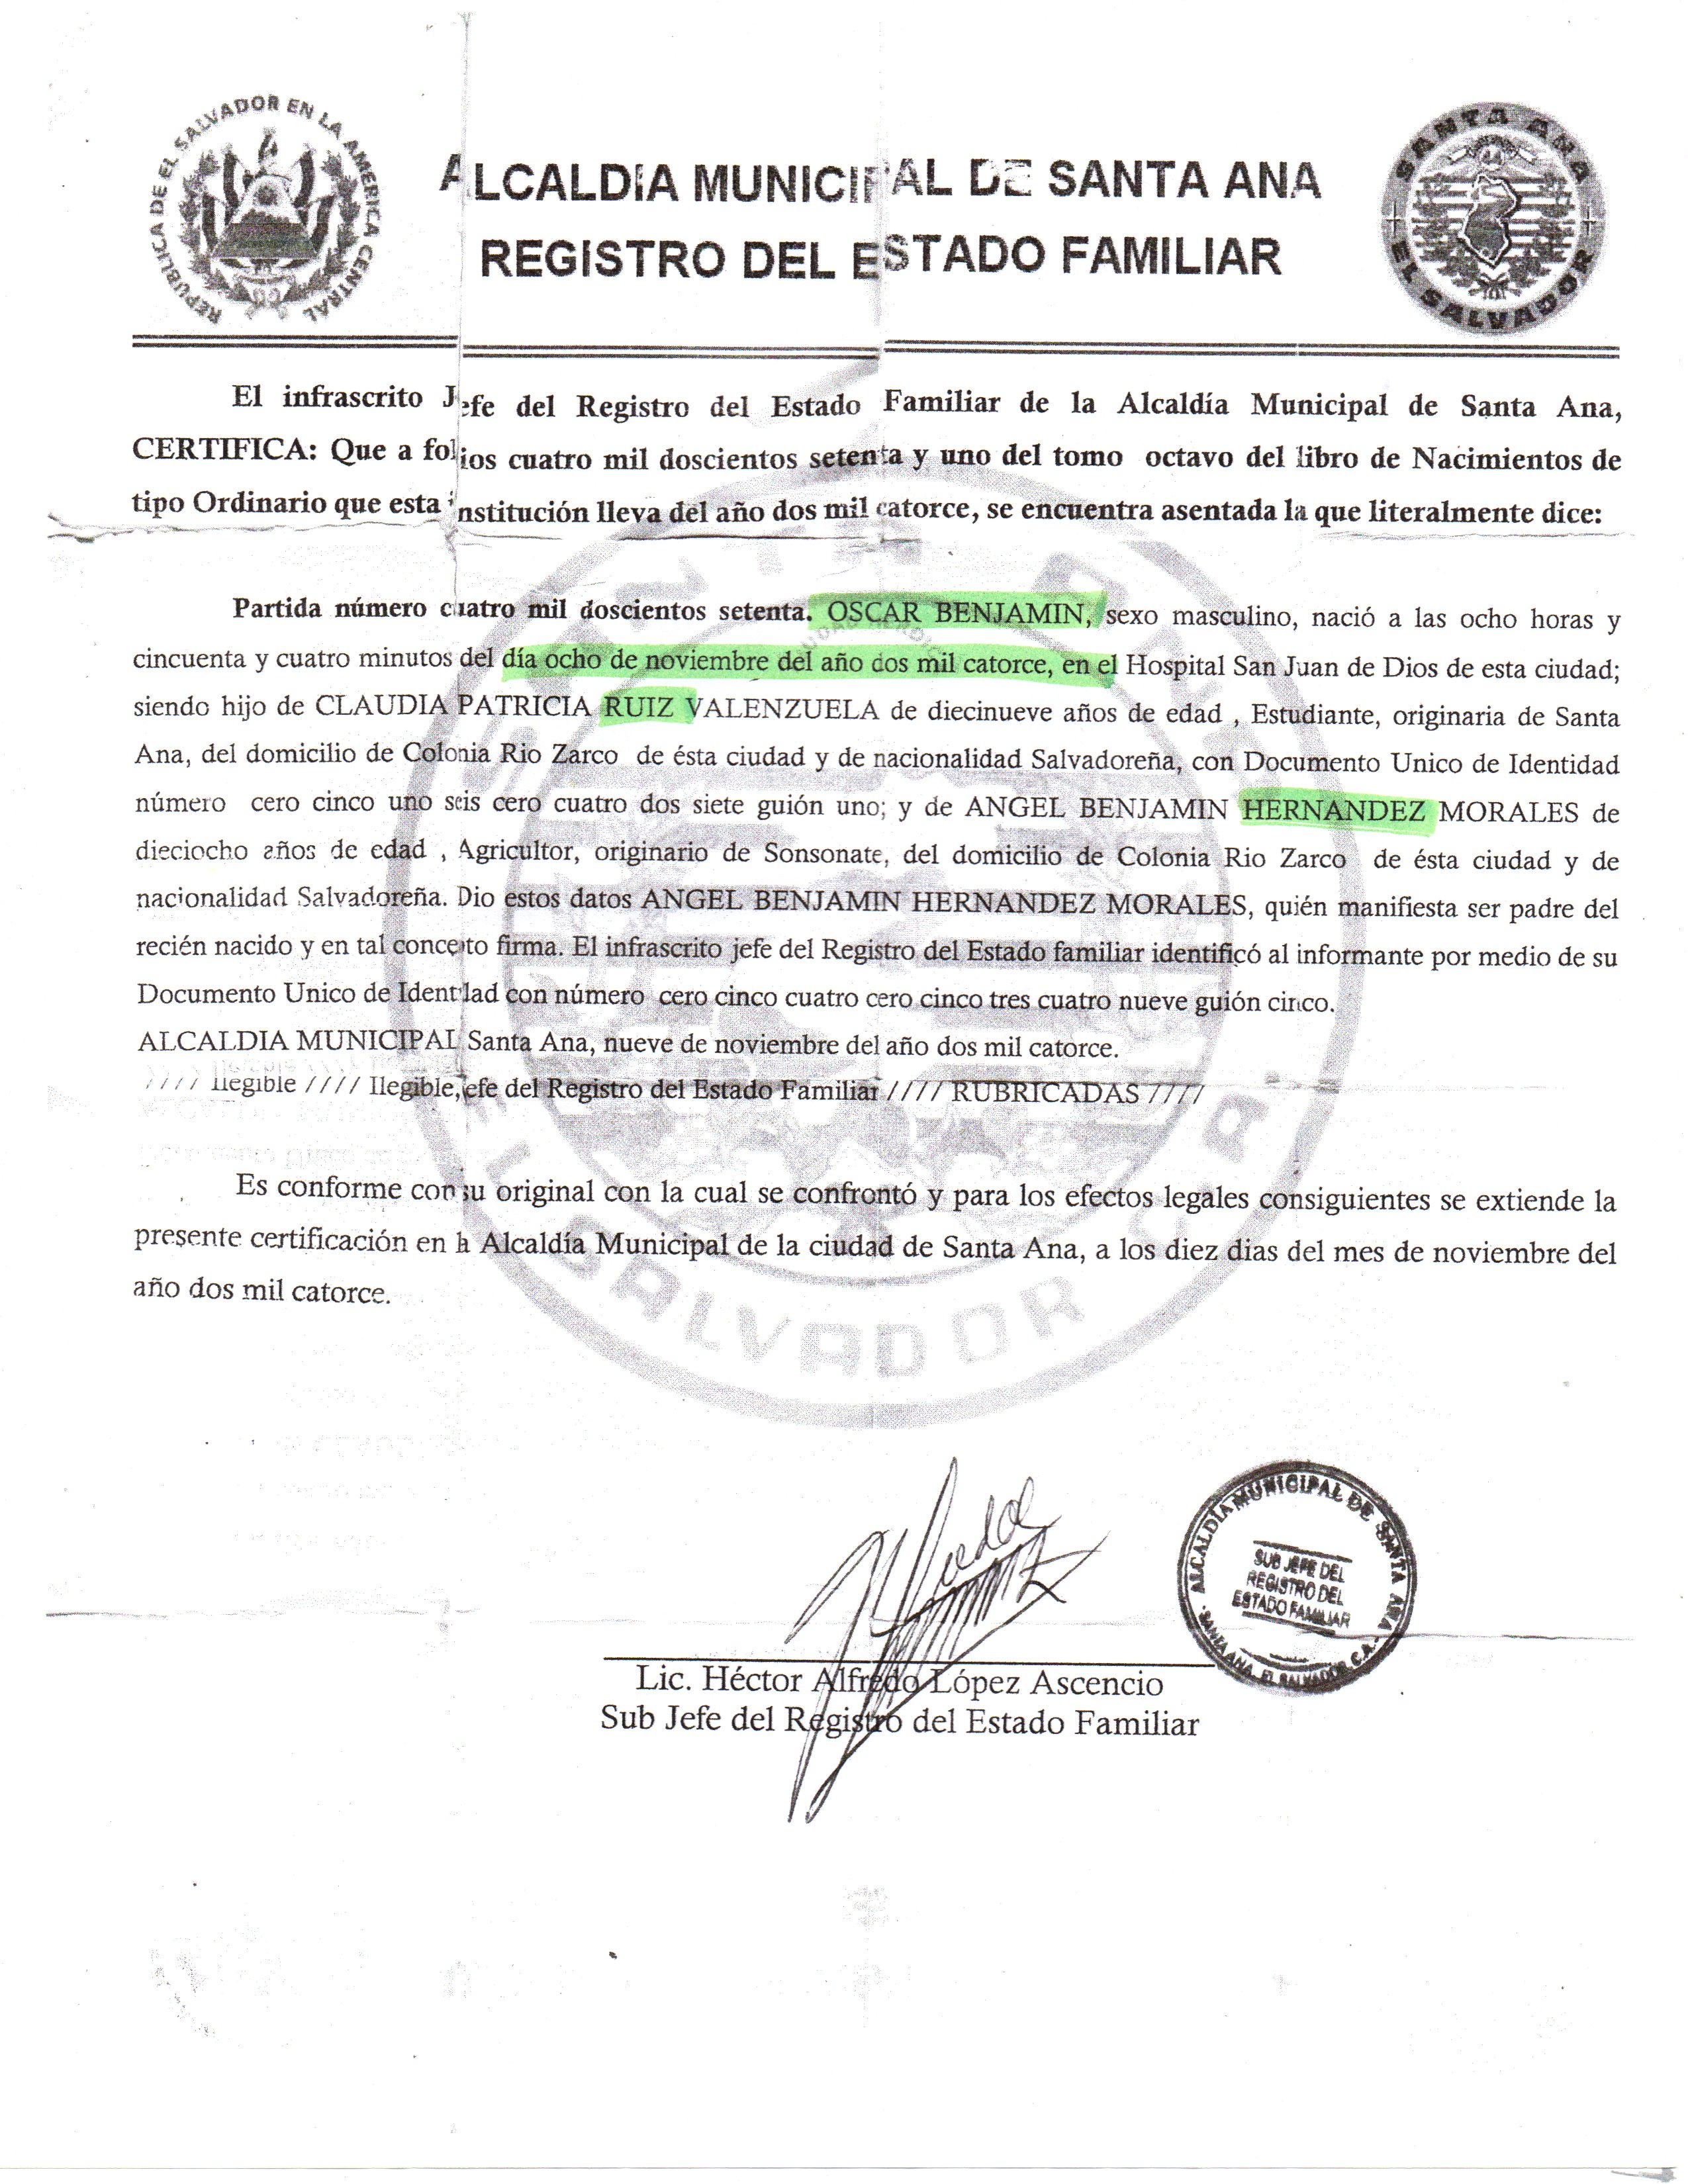 REPUBLICA DE EL SALVADOR EN LA AMERICA CENTRAL
ALCALDIA MUNICIPAL DE SANTA ANA
REGISTRO DEL ESTADO FAMILIAR
SANTA ANA
EL SALVADOR
El infrascrito Jefe del Registro del Estado Familiar de la Alcaldía Municipal de Santa Ana,
CERTIFICA: Que a folios cuatro mil doscientos setenta y uno del tomo octavo del libro de Nacimientos de
tipo Ordinario que esta institución lleva del año dos mil catorce, se encuentra asentada la que literalmente dice:
Partida número cuatro mil doscientos setenta. OSCAR BENJAMIN, sexo masculino, nació a las ocho horas y
cincuenta y cuatro minutos del día ocho de noviembre del año dos mil catorce, en el Hospital San Juan de Dios de esta ciudad;
siendo hijo de CLAUDIA PATRICIA RUIZ VALENZUELA de diecinueve años de edad , Estudiante, originaria de Santa
Ana, del domicilio de Colonia Rio Zarco de ésta ciudad y de nacionalidad Salvadoreña, con Documento Unico de Identidad
número cero cinco uno seis cero cuatro dos siete guión uno; y de ANGEL BENJAMIN HERNANDEZ MORALES de
dieciocho años de edad , Agricultor, originario de Sonsonate, del domicilio de Colonia Rio Zarco de ésta ciudad y de
nacionalidad Salvadoreña. Dio estos datos ANGEL BENJAMIN HERNANDEZ MORALES, quién manifiesta ser padre del
recién nacido y en tal concepto firma. El infrascrito jefe del Registro del Estado familiar identificó al informante por medio de su
Documento Unico de Identidad con número cero cinco cuatro cero cinco tres cuatro nueve guión cinco.
ALCALDIA MUNICIPAL Santa Ana, nueve de noviembre del año dos mil catorce.
//// Ilegible //// Ilegible, jefe del Registro del Estado Familiar //// RUBRICADAS ////
Es conforme con su original con la cual se confrontó y para los efectos legales consiguientes se extiende la
presente certificación en la Alcaldía Municipal de la ciudad de Santa Ana, a los diez dias del mes de noviembre del
año dos mil catorce.
SALVADOR
ALCALDÍA MUNICIPAL DE SANTA ANA
SUB JEFE DEL
REGISTRO DEL
ESTADO FAMILIAR
SANTA ANA, EL SALVADOR C.A.
Lic. Héctor Alfredo López Ascencio
Sub Jefe del Registro del Estado Familiar